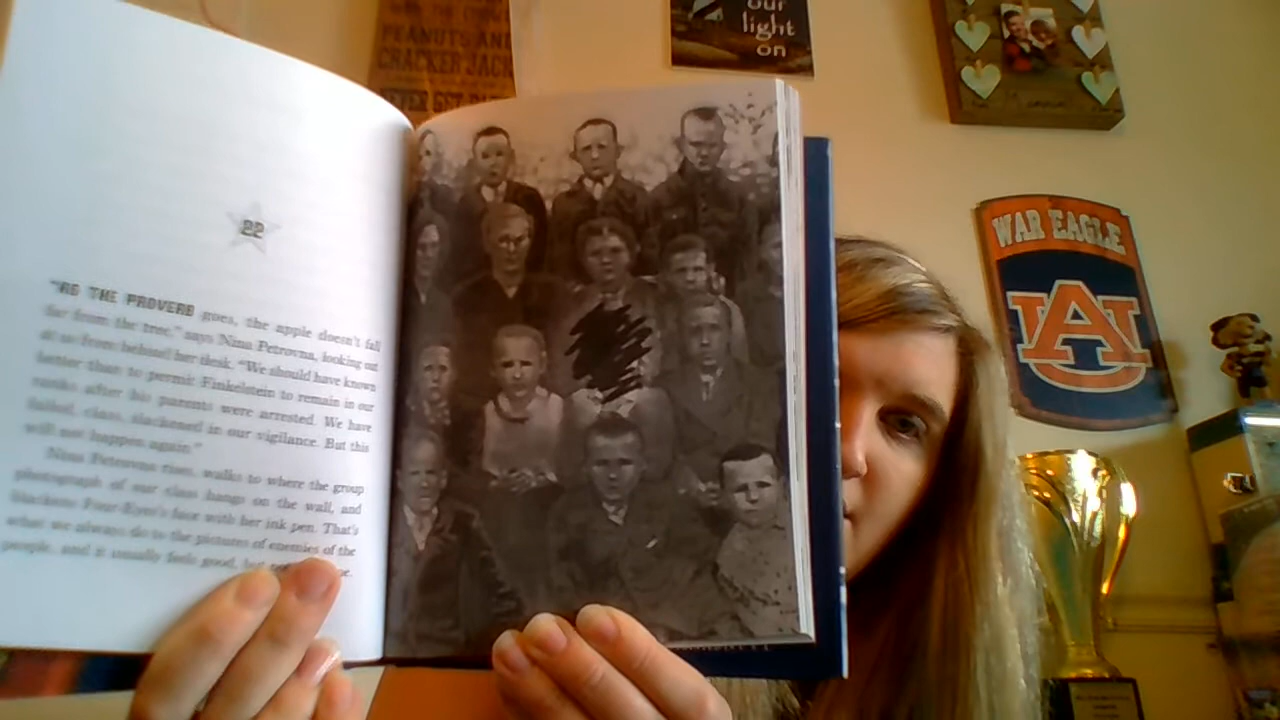 PEANUTS AND
CRACKER JACK
NEVER GET
our
light
on
WAR EAGLE
AU
22
"AS THE PROVERB goes, the apple doesn't fall
far from the tree," says Nina Petrovna, looking out
at us from behind her desk. "We should have known
better than to permit Finkelstein to remain in our
ranks after his parents were arrested. We have
failed, class, slackened in our vigilance. But this
will not happen again."
Nina Petrovna rises, walks to where the group
photograph of our class hangs on the wall, and
blackens Four-Eyes's face with her ink pen. That's
what we always do to the pictures of enemies of the
people, and it usually feels good, but